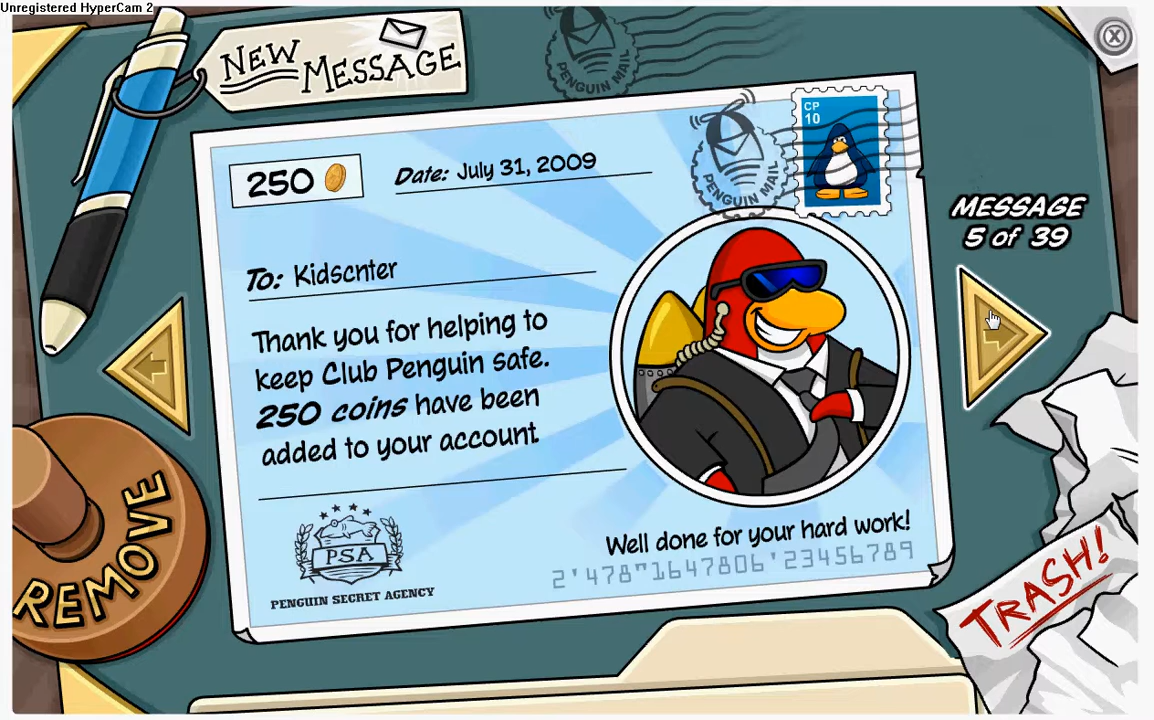 Unregistered HyperCam 2
NEW MESSAGE
PENGUIN MAIL
CP
10
PENGUIN MAIL
250
Date: July 31, 2009
MESSAGE
5 of 39
To: Kidscnter
Thank you for helping to
keep Club Penguin safe.
250 coins have been
added to your account.
REMOVE
PSA
PENGUIN SECRET AGENCY
Well done for your hard work!
2'478"1647806'23456789
TRASH!